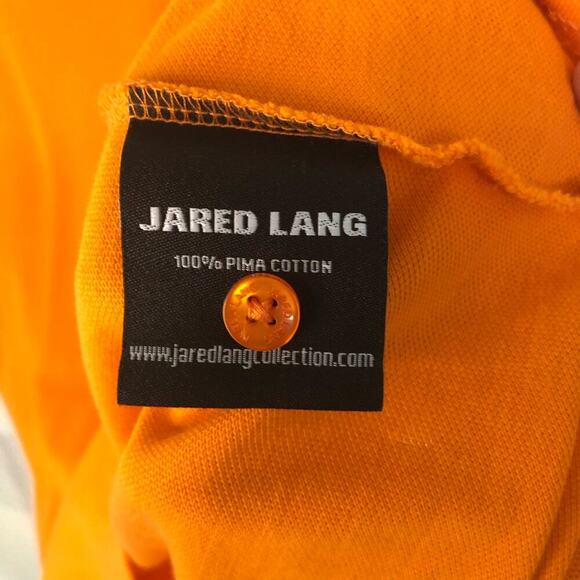 JARED LANG
100% PIMA COTTON
www.jaredlangcollection.com